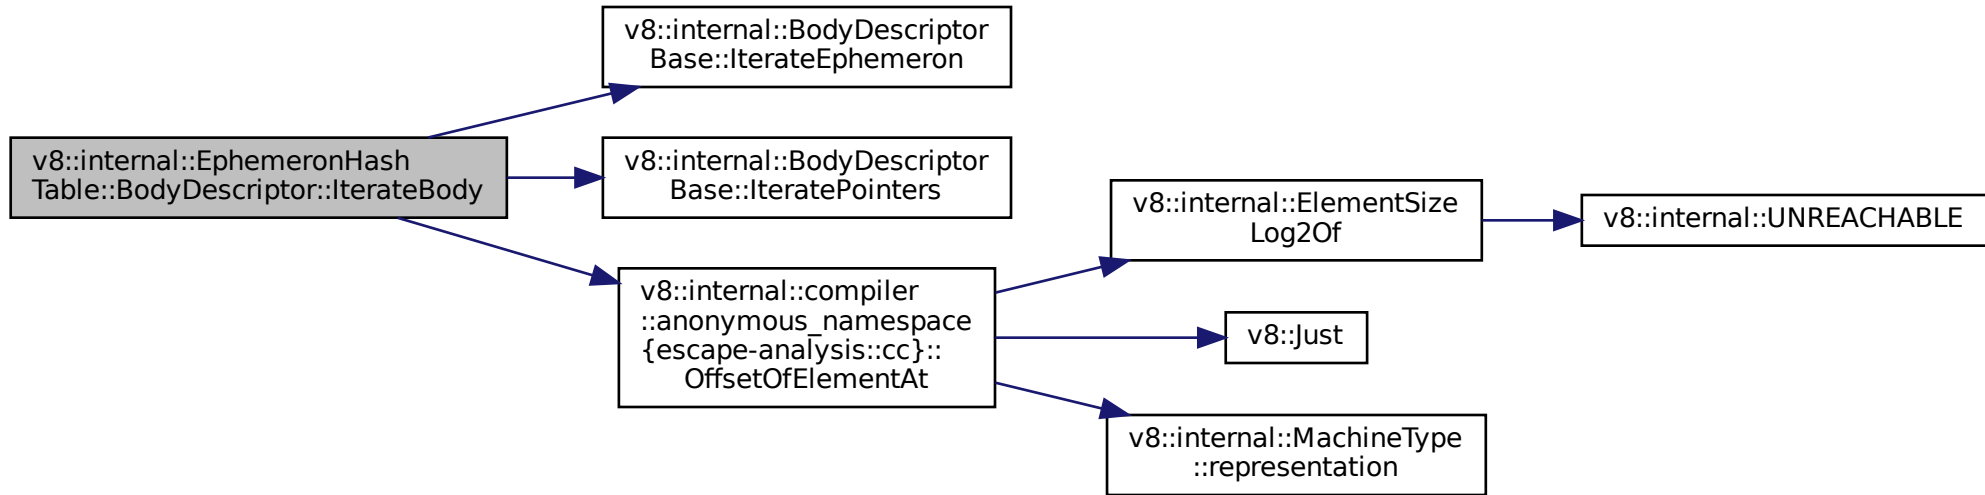 v8::internal::BodyDescriptor
Base::IterateEphemeron
v8::internal::EphemeronHash
Table::BodyDescriptor::IterateBody
v8::internal::BodyDescriptor
Base::IteratePointers
v8::internal::compiler
::anonymous_namespace
{escape-analysis::cc}::
OffsetOfElementAt
v8::internal::ElementSize
Log2Of
v8::internal::UNREACHABLE
v8::Just
v8::internal::MachineType
::representation